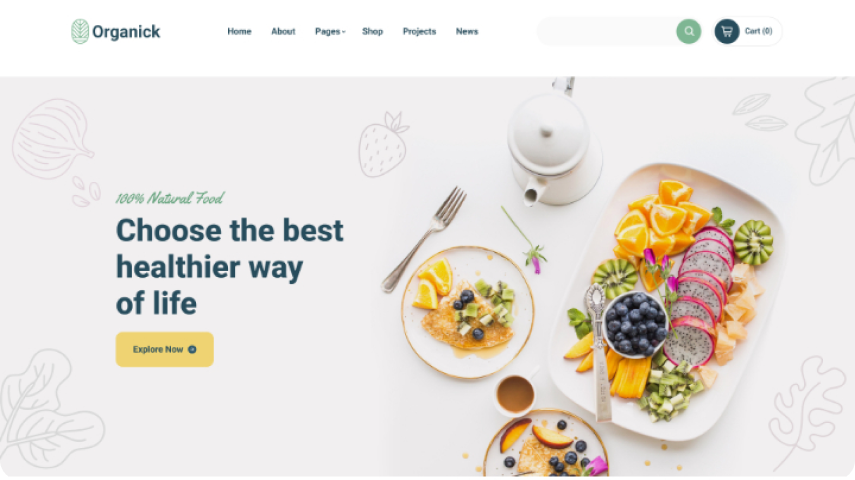 Organick
Home
About
Pages
Shop
Projects
News
Cart (0)
100% Natural Food
Choose the best
healthier way
of life
Explore Now